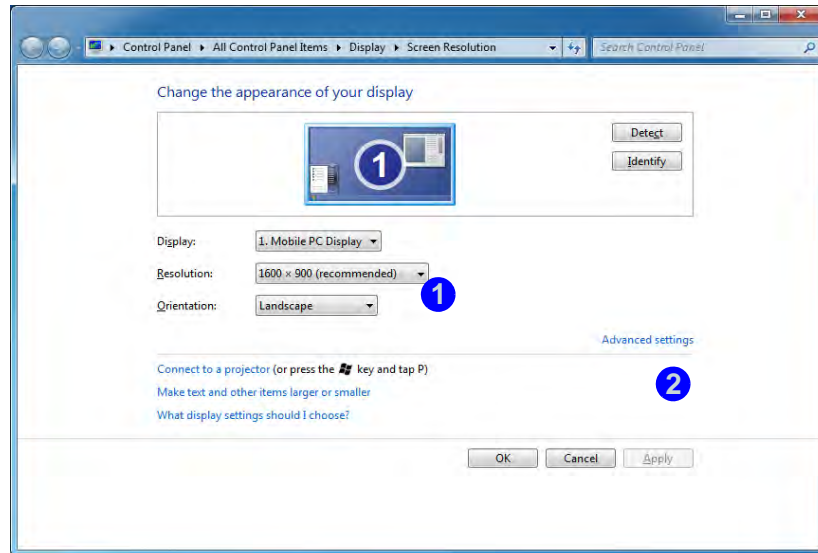 Control Panel ▸ All Control Panel Items ▸ Display ▸ Screen Resolution
Search Control Panel
Change the appearance of your display
1
Detect
Identify
Display: 1. Mobile PC Display
Resolution: 1600 × 900 (recommended)
1
Orientation: Landscape
Advanced settings
Connect to a projector (or press the key and tap P)
2
Make text and other items larger or smaller
What display settings should I choose?
OK Cancel Apply